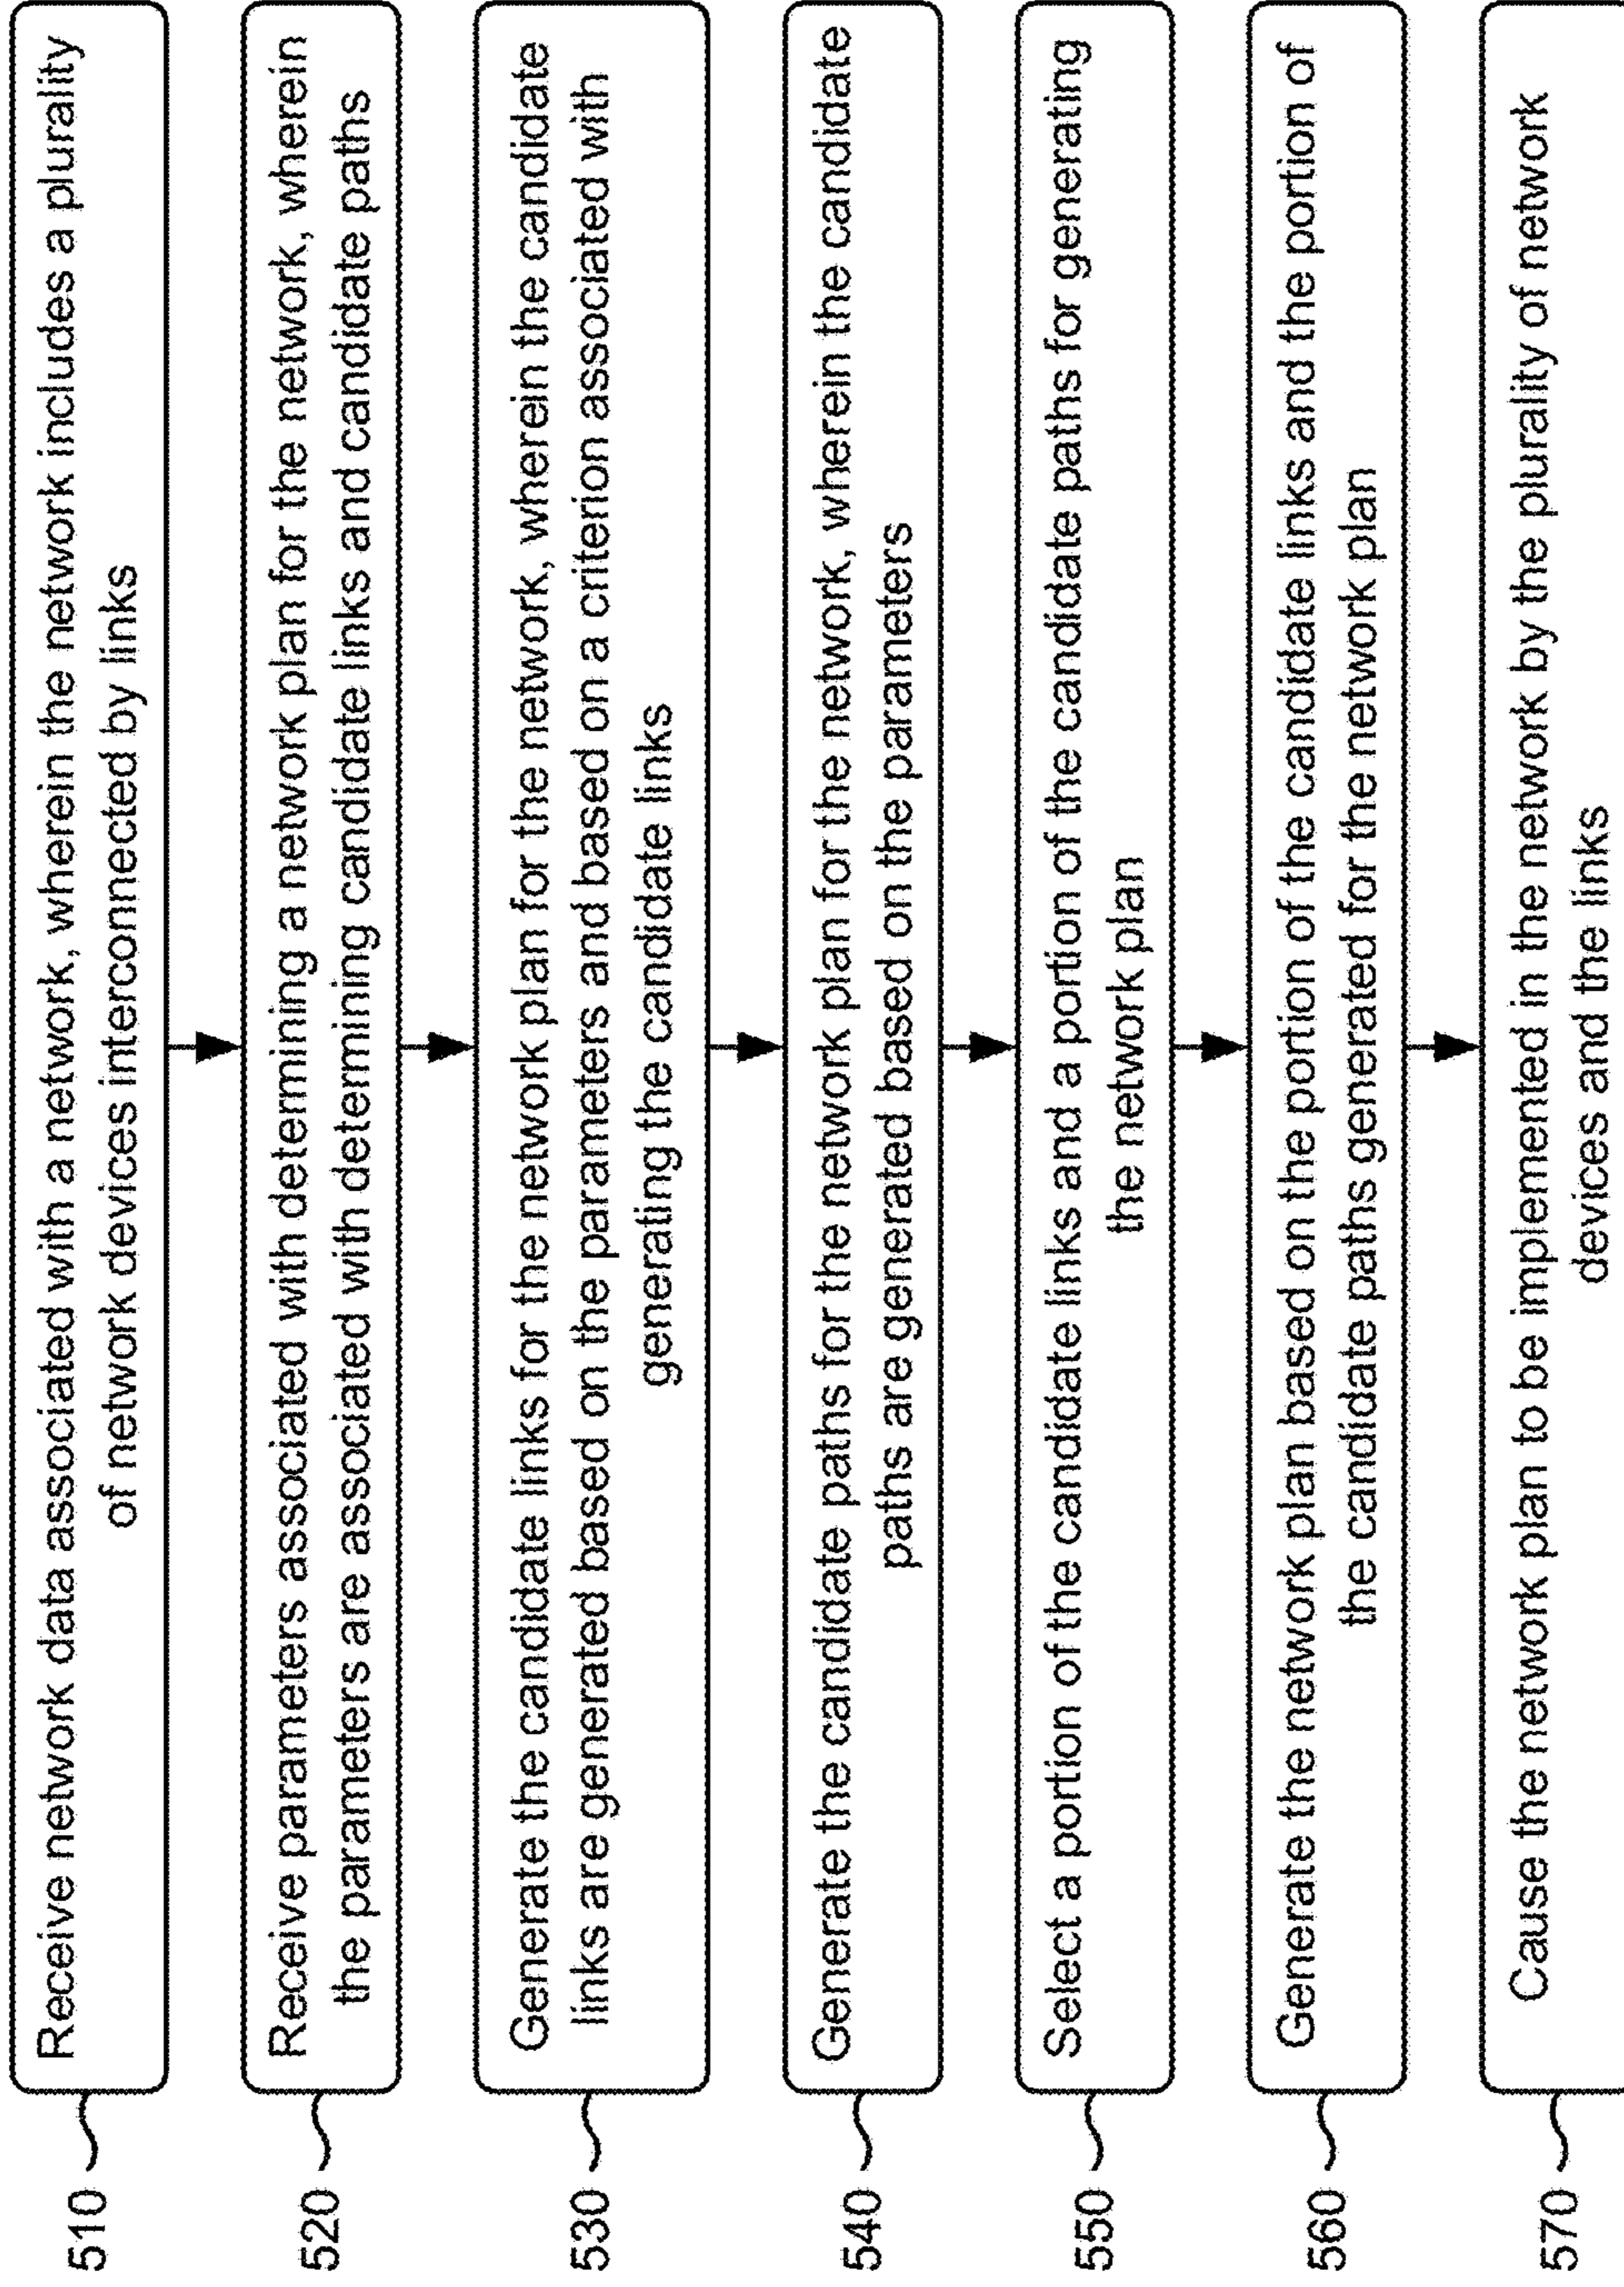 510
Receive network data associated with a network, wherein the network includes a plurality
of network devices interconnected by links
520
Receive parameters associated with determining a network plan for the network, wherein
the parameters are associated with determining candidate links and candidate paths
530
Generate the candidate links for the network plan for the network, wherein the candidate
links are generated based on the parameters and based on a criterion associated with
generating the candidate links
540
Generate the candidate paths for the network plan for the network, wherein the candidate
paths are generated based on the parameters
550
Select a portion of the candidate links and a portion of the candidate paths for generating
the network plan
560
Generate the network plan based on the portion of the candidate links and the portion of
the candidate paths generated for the network plan
570
Cause the network plan to be implemented in the network by the plurality of network
devices and the links